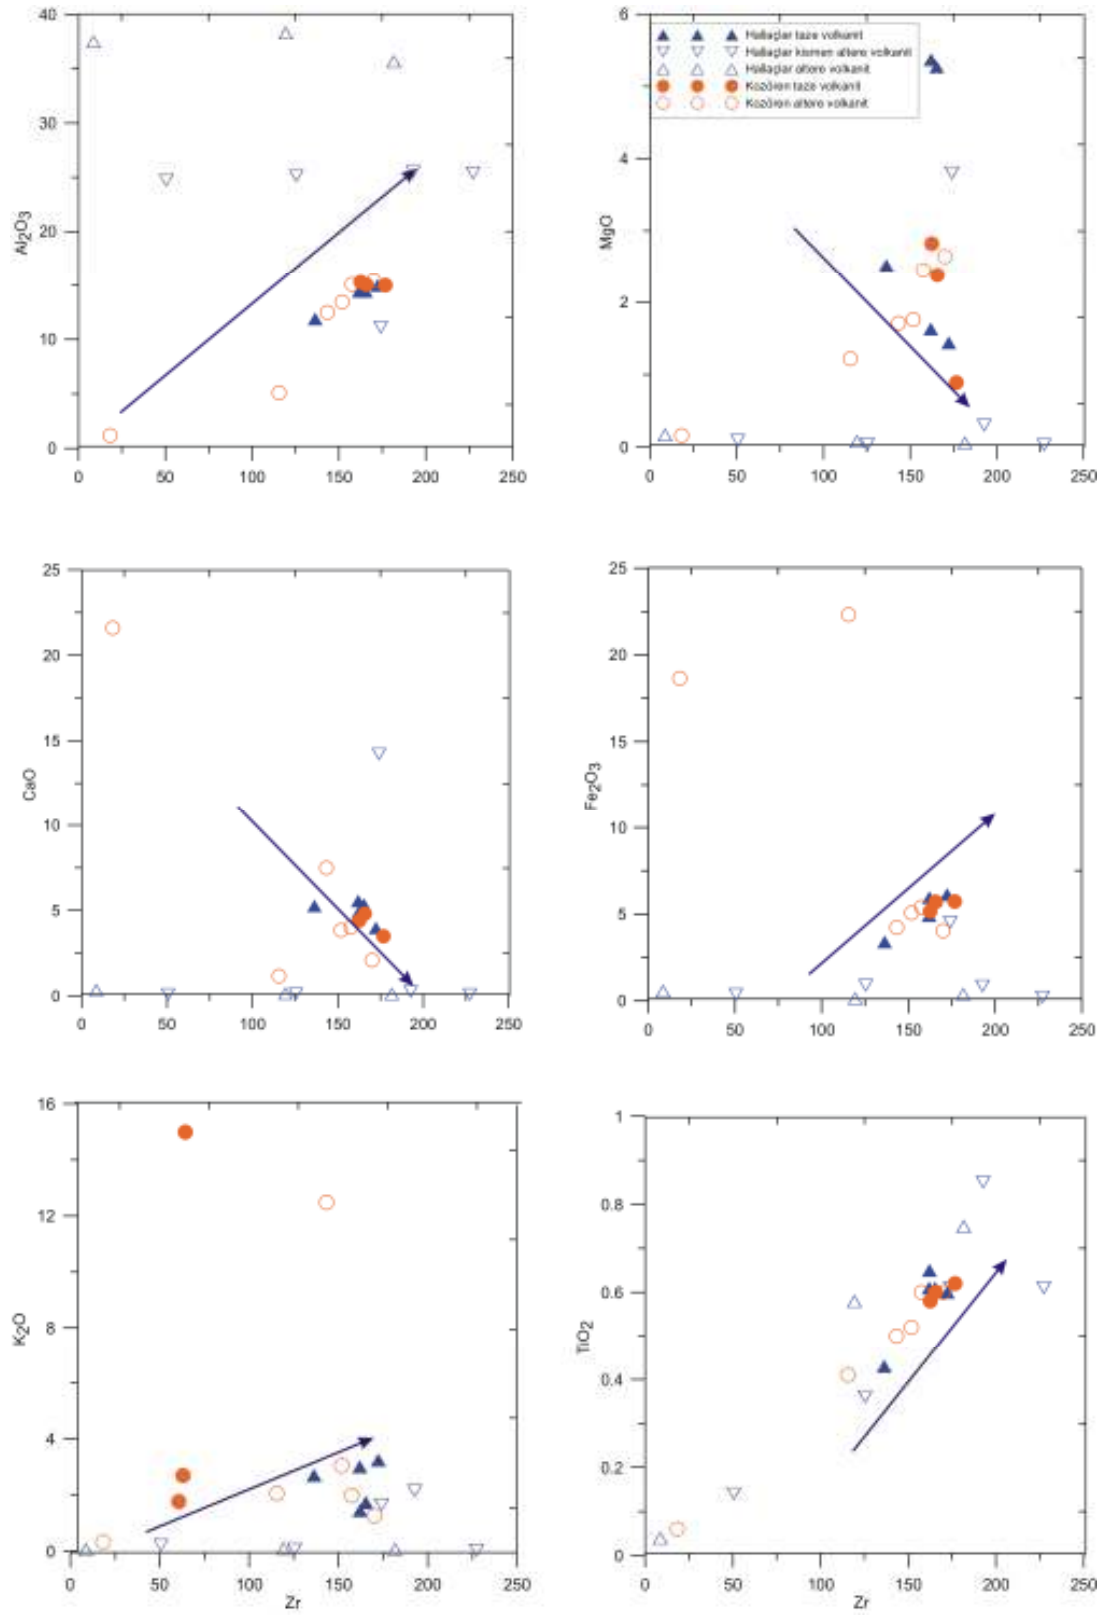 40
30
20
10
0
Al2O3
0 50 100 150 200 250
6
4
2
0
MgO
Hallaçlar taze volkanit
Hallaçlar kısmen altere volkanit
Hallaçlar altere volkanit
Kozören taze volkanit
Kozören altere volkanit
0 50 100 150 200 250
25
20
15
10
5
0
CaO
0 50 100 150 200 250
25
20
15
10
5
0
Fe2O3
0 50 100 150 200 250
16
12
8
4
0
K2O
0 50 100 150 200 250
Zr
1
0.8
0.6
0.4
0.2
0
TiO2
0 50 100 150 200 250
Zr